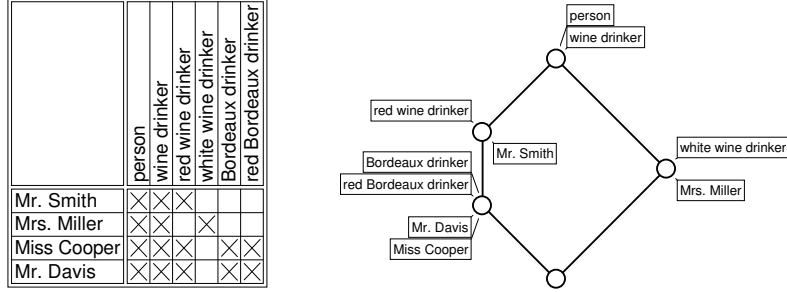 person
wine drinker
red wine drinker
white wine drinker
Bordeaux drinker
red Bordeaux drinker
Mr. Smith
Mrs. Miller
Miss Cooper
Mr. Davis
person
wine drinker
red wine drinker
Mr. Smith
white wine drinker
Bordeaux drinker
red Bordeaux drinker
Mrs. Miller
Mr. Davis
Miss Cooper